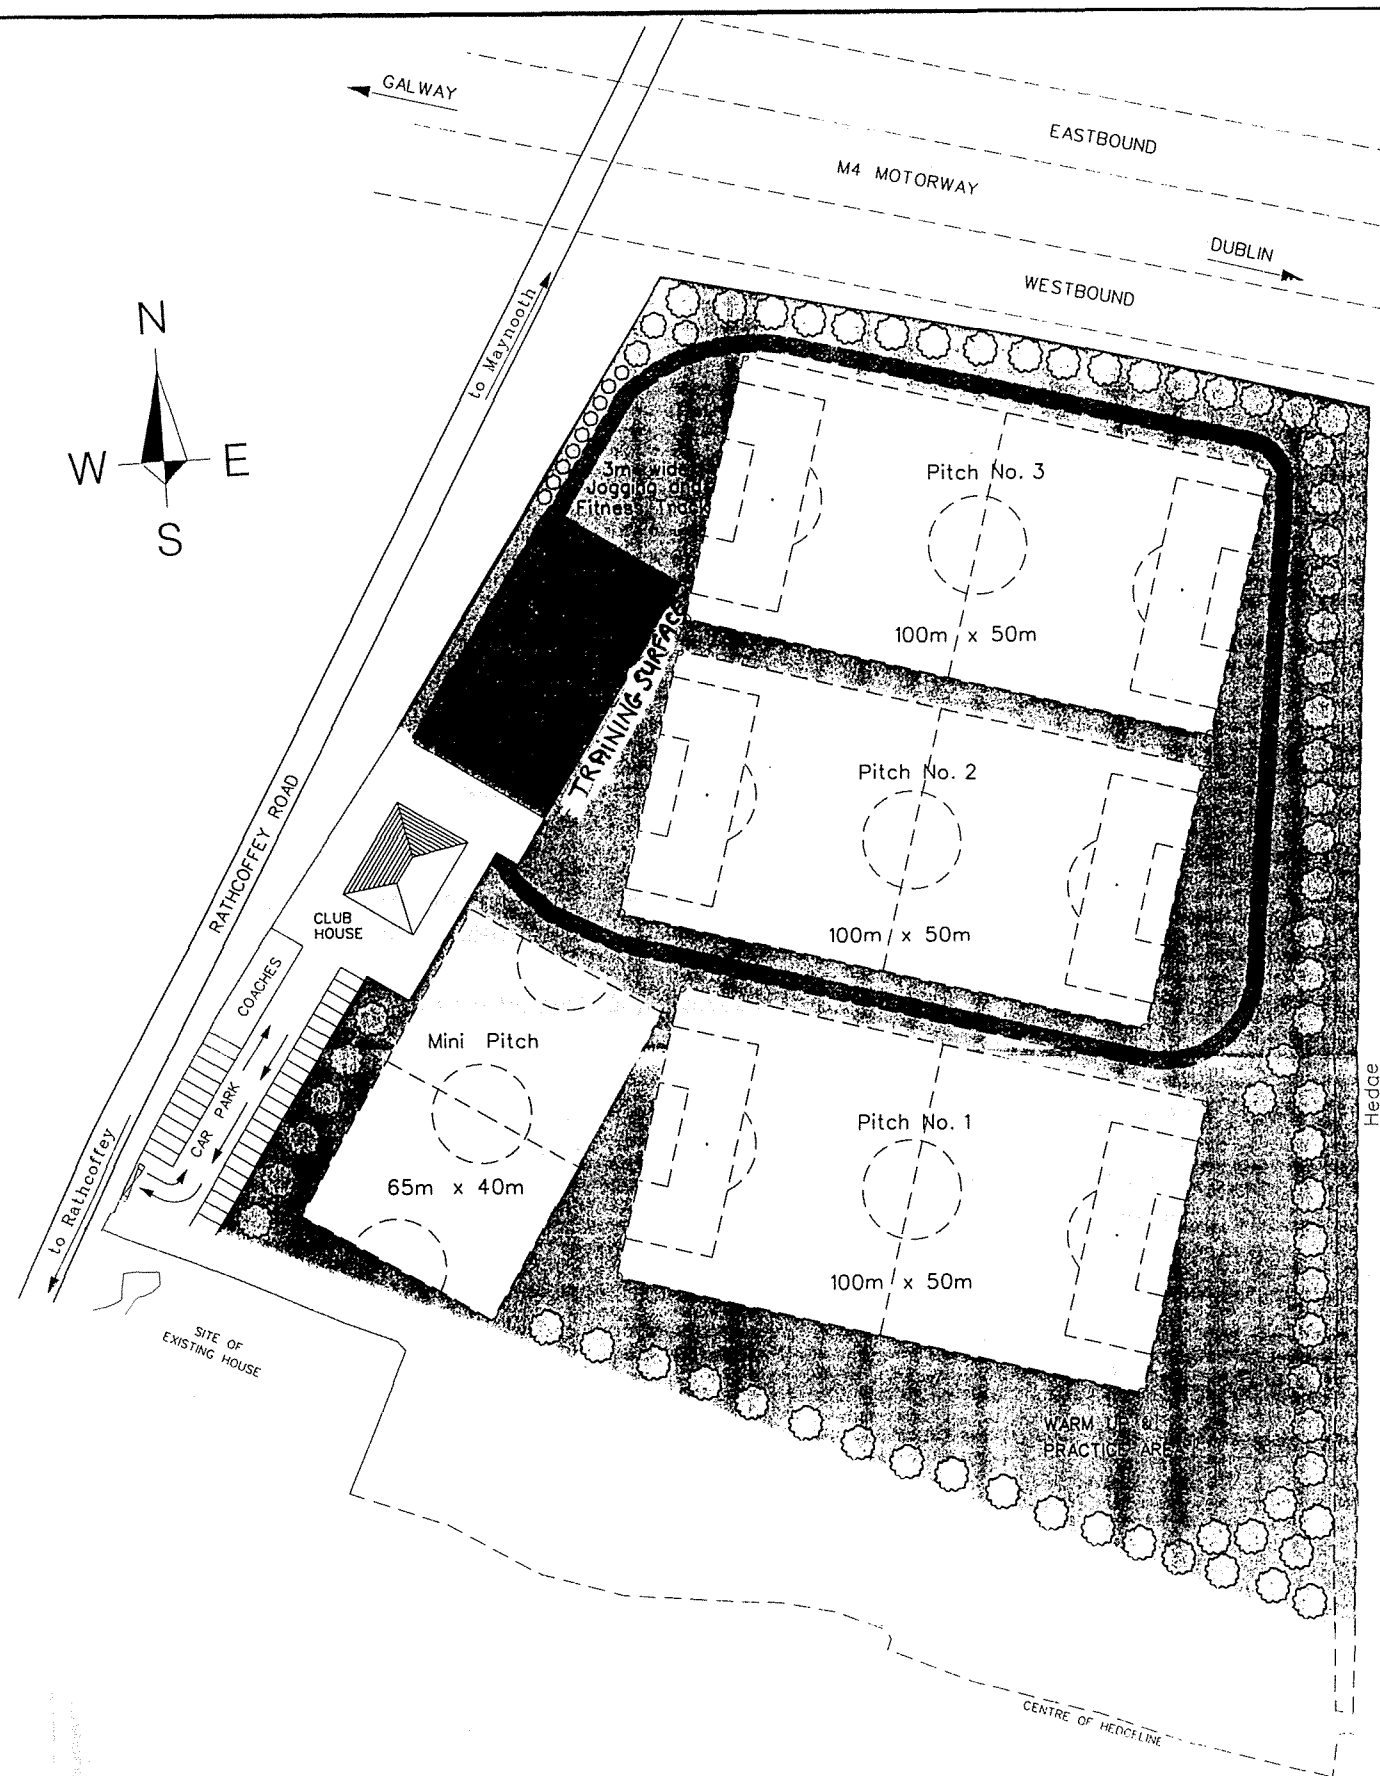 GALWAY
EASTBOUND
M4 MOTORWAY
DUBLIN
WESTBOUND
to Maynooth
N
W E
S
3m wide
Jogging and
Fitness Track
Pitch No. 3
100m x 50m
TRAINING SURFACE
Pitch No. 2
100m x 50m
RATHCOFFEY ROAD
CLUB
HOUSE
COACHES
CAR PARK
Mini Pitch
65m x 40m
Pitch No. 1
100m x 50m
Hedge
to Rathcoffey
SITE OF
EXISTING HOUSE
WARM UP &
PRACTICE AREA
CENTRE OF HEDGELINE